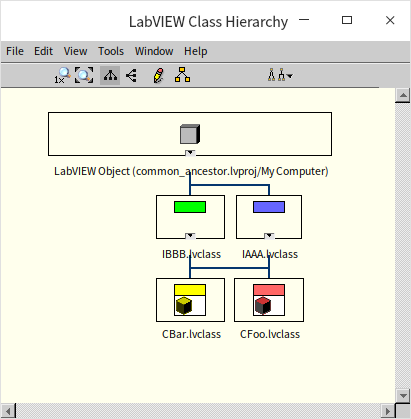 LabVIEW Class Hierarchy
File Edit View Tools Window Help
1x
LabVIEW Object (common_ancestor.lvproj/My Computer)
IBBB.lvclass IAAA.lvclass
CBar.lvclass CFoo.lvclass